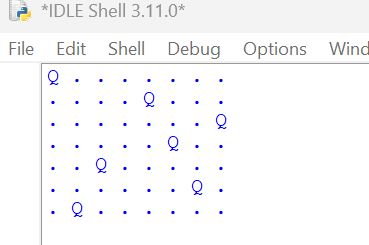 *IDLE Shell 3.11.0*
File Edit Shell Debug Options Wind
Q . . . . . . .
. . . . Q . . .
. . . . . . . Q
. . . . . Q . .
. . Q . . . . .
. . . . . . Q .
. Q . . . . . .